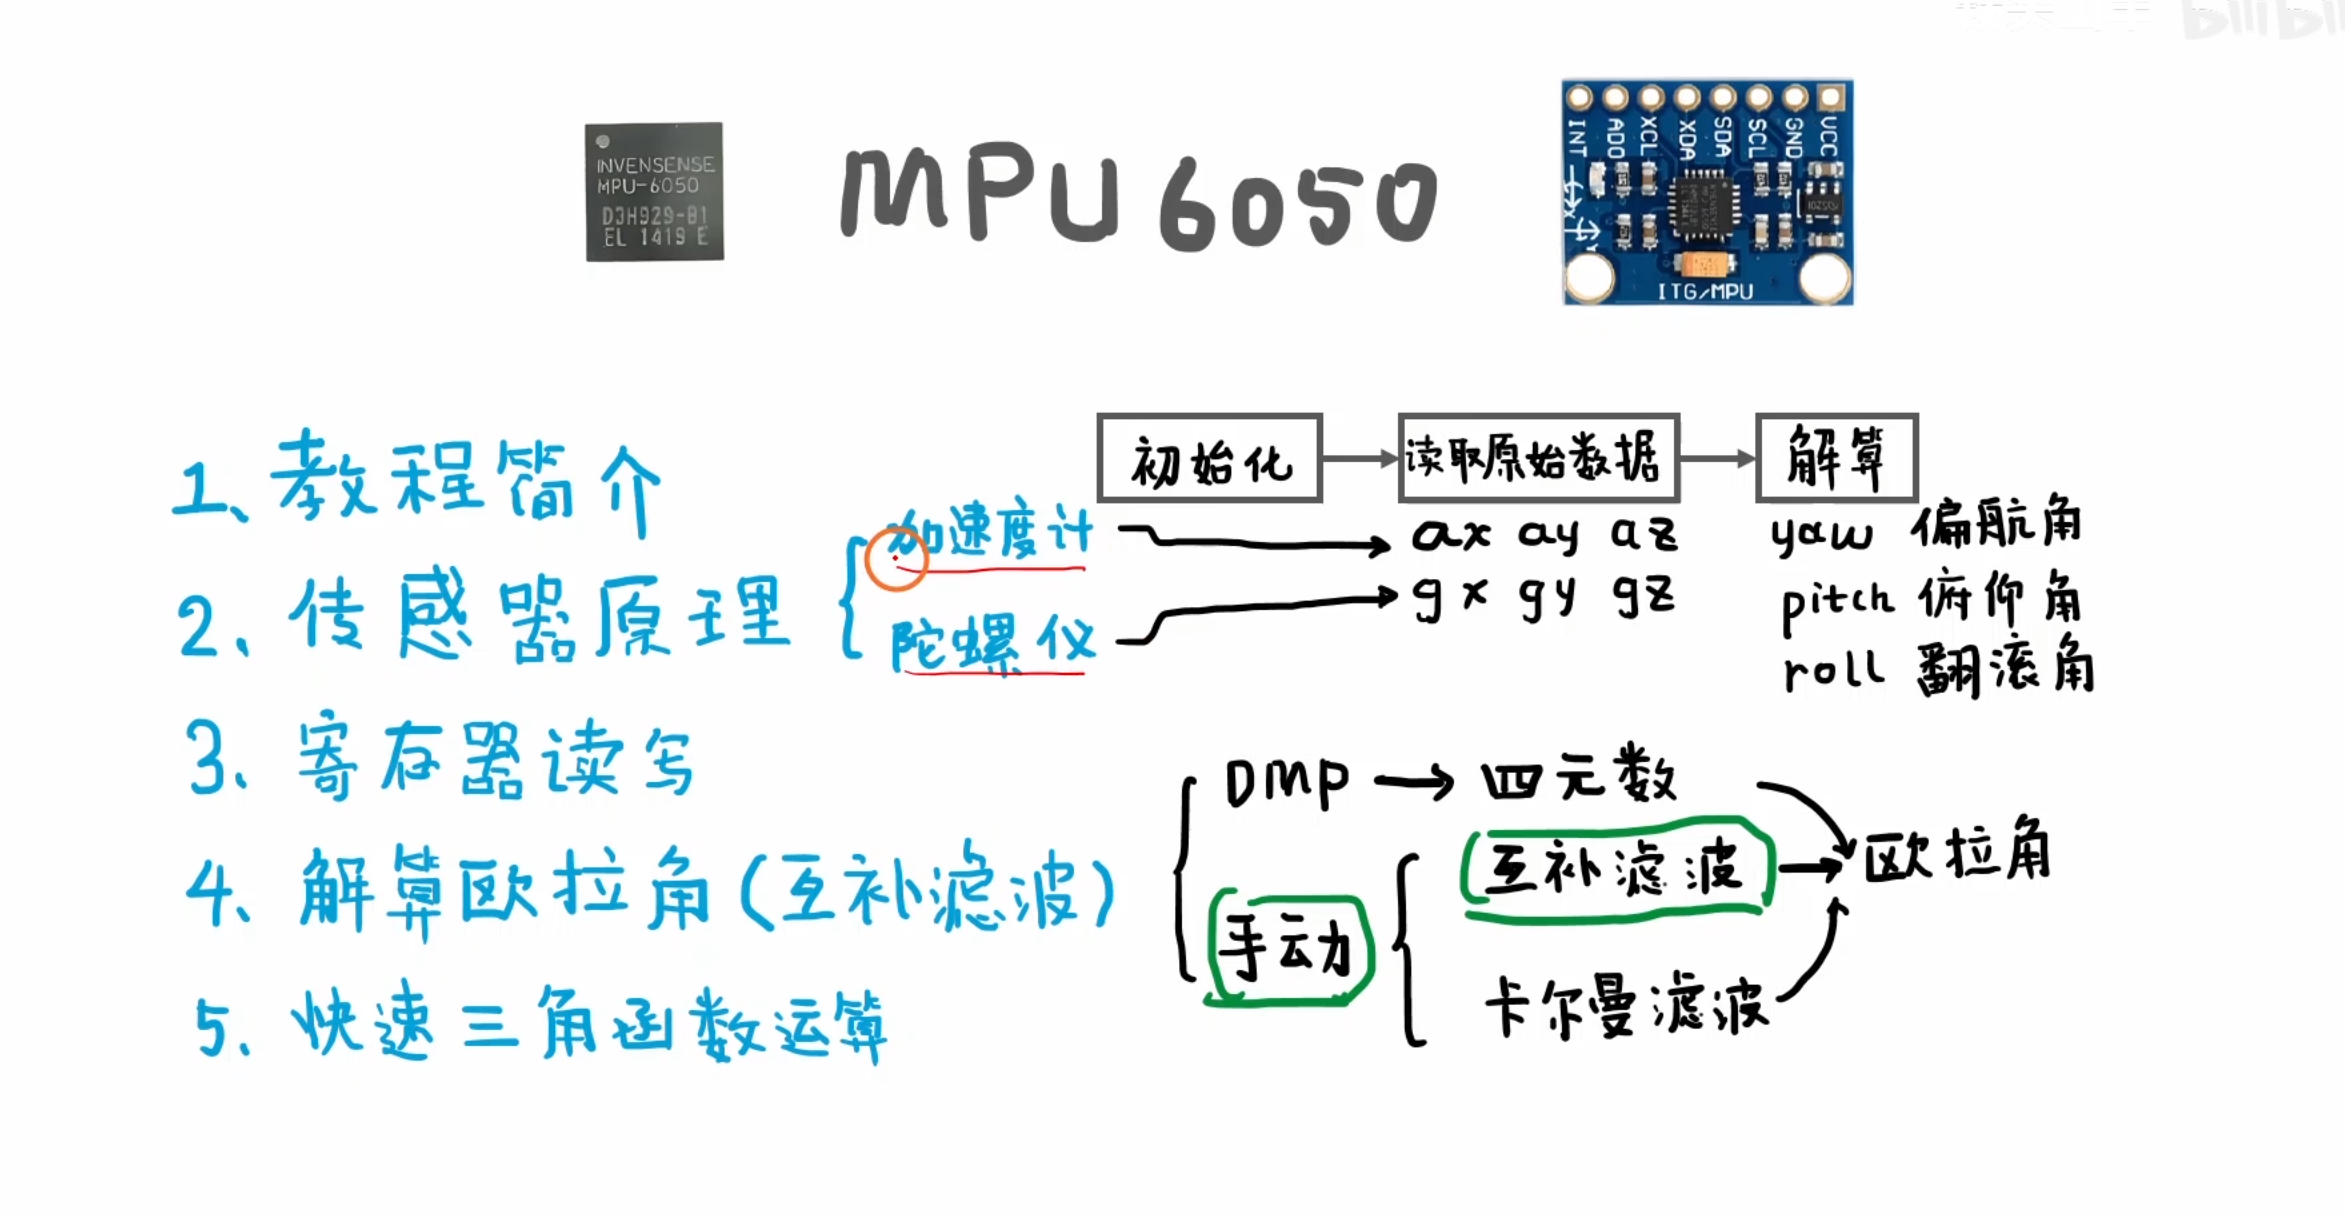 bilibili
INVENSENSE
MPU-6050
D3H929-B1
EL 1419 E
MPU6050
INT AD0 XCL XDA SDA SCL GND VCC
ITG/MPU
1、教程简介
初始化 读取原始数据 解算
加速度计 ax ay az yaw 偏航角
2、传感器原理 gx gy gz pitch 俯仰角
陀螺仪 roll 翻滚角
3、寄存器读写
DMP 四元数
4、解算欧拉角(互补滤波) 互补滤波 欧拉角
手动
5、快速三角函数运算 卡尔曼滤波